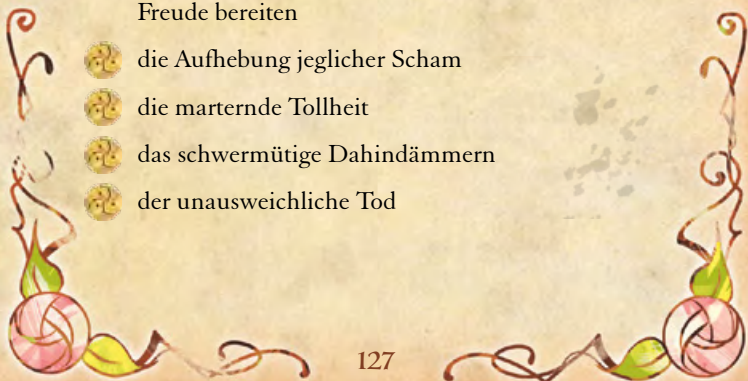 Freude bereiten
die Aufhebung jeglicher Scham
die marternde Tollheit
das schwermütige Dahindämmern
der unausweichliche Tod
127